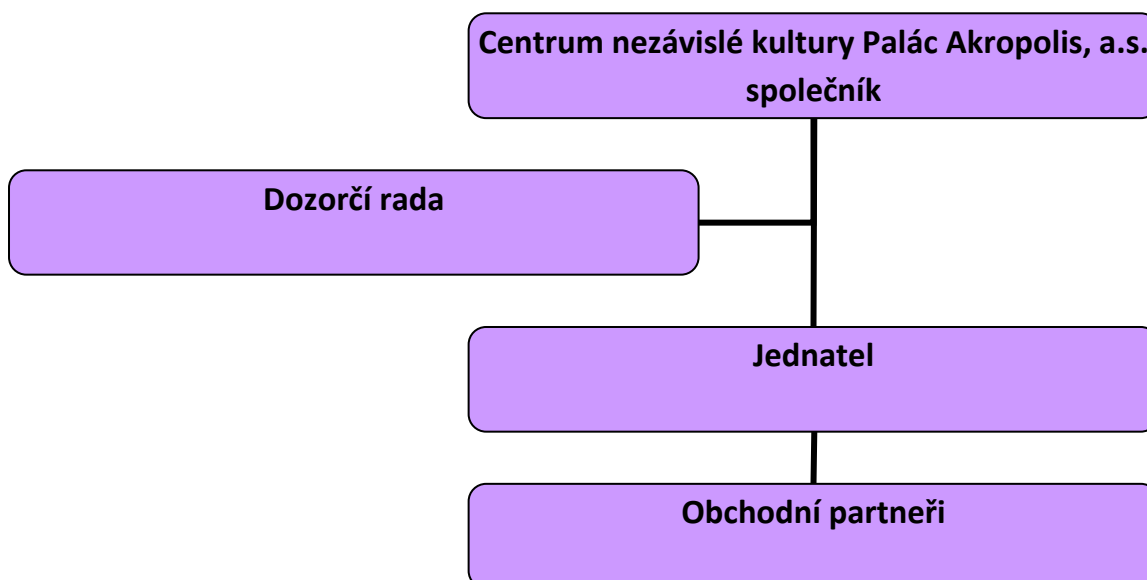 Centrum nezávislé kultury Palác Akropolis, a.s.
společník
Dozorčí rada
Jednatel
Obchodní partneři